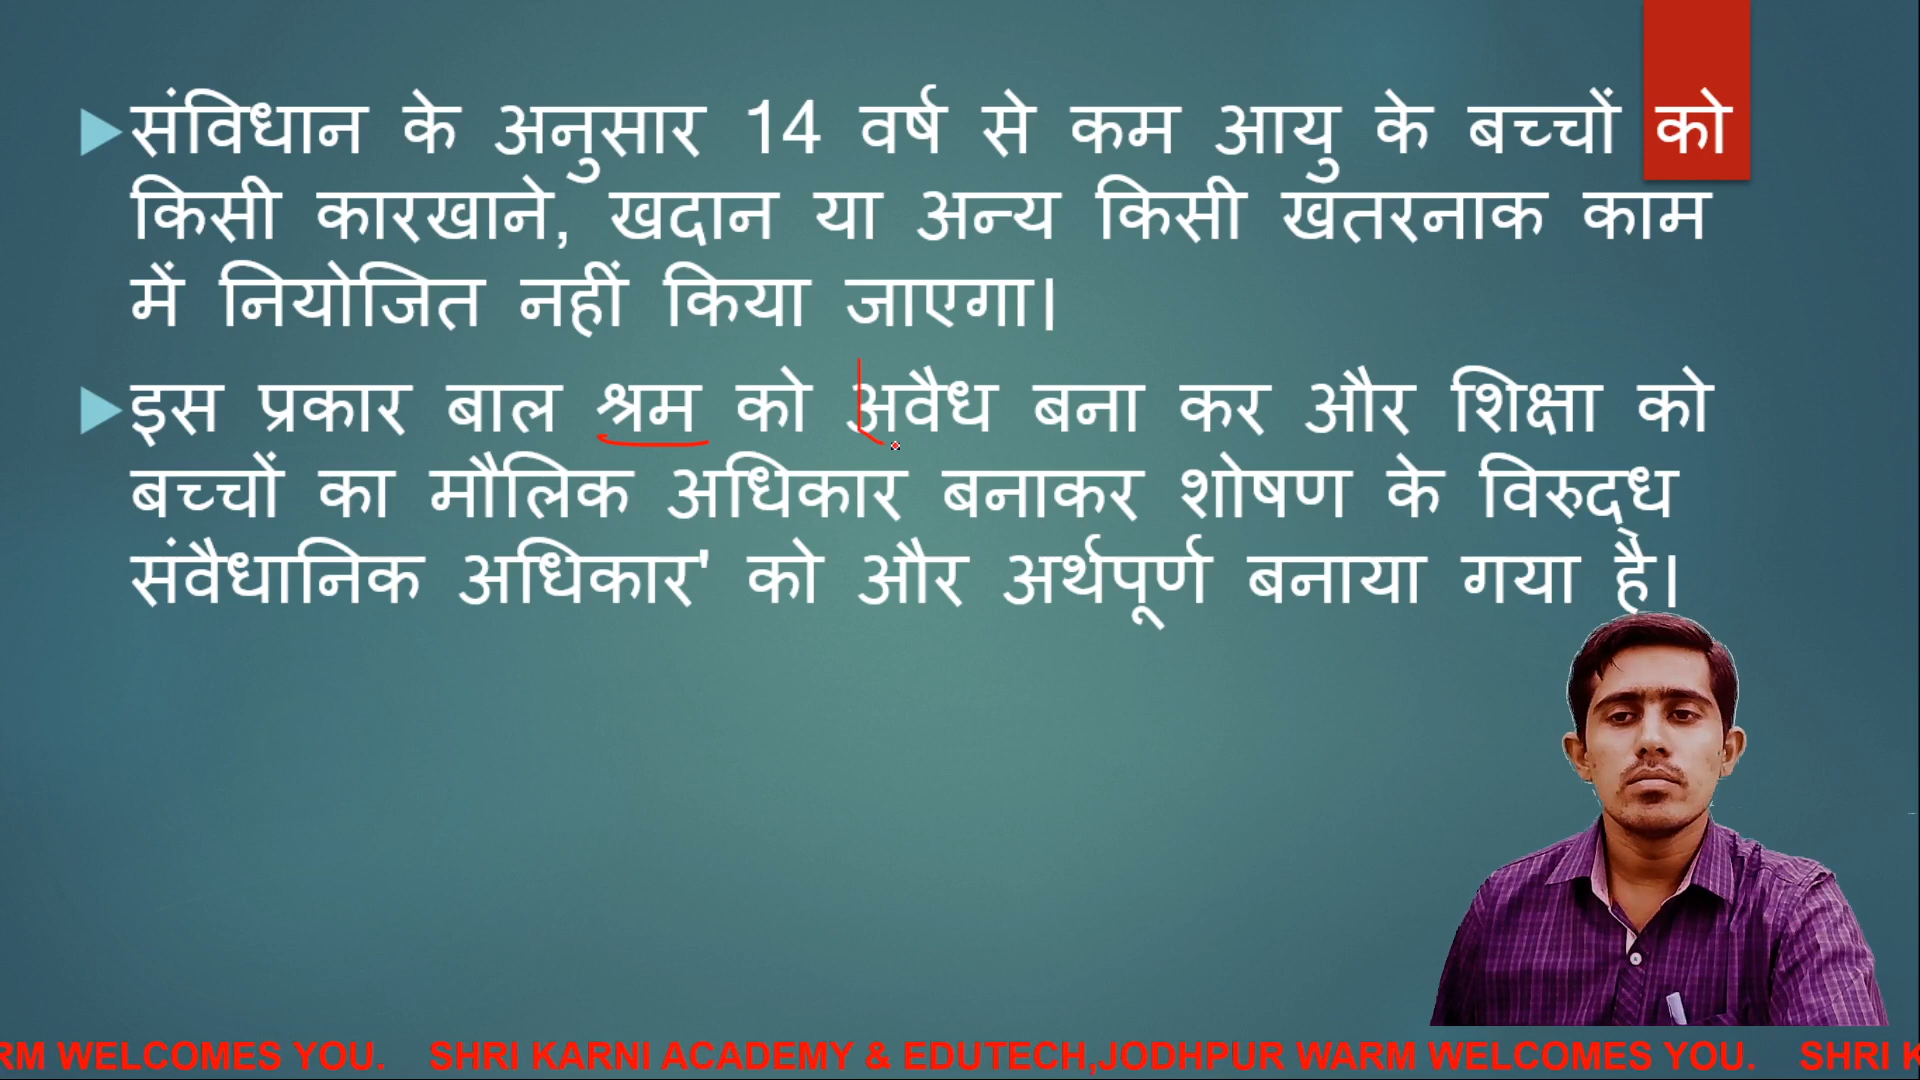 संविधान के अनुसार 14 वर्ष से कम आयु के बच्चों को
किसी कारखाने, खदान या अन्य किसी खतरनाक काम
में नियोजित नहीं किया जाएगा।
इस प्रकार बाल श्रम को अवैध बना कर और शिक्षा को
बच्चों का मौलिक अधिकार बनाकर शोषण के विरुद्ध
संवैधानिक अधिकार' को और अर्थपूर्ण बनाया गया है।
RM WELCOMES YOU. SHRI KARNI ACADEMY & EDUTECH,JODHPUR WARM WELCOMES YOU. SHRI K